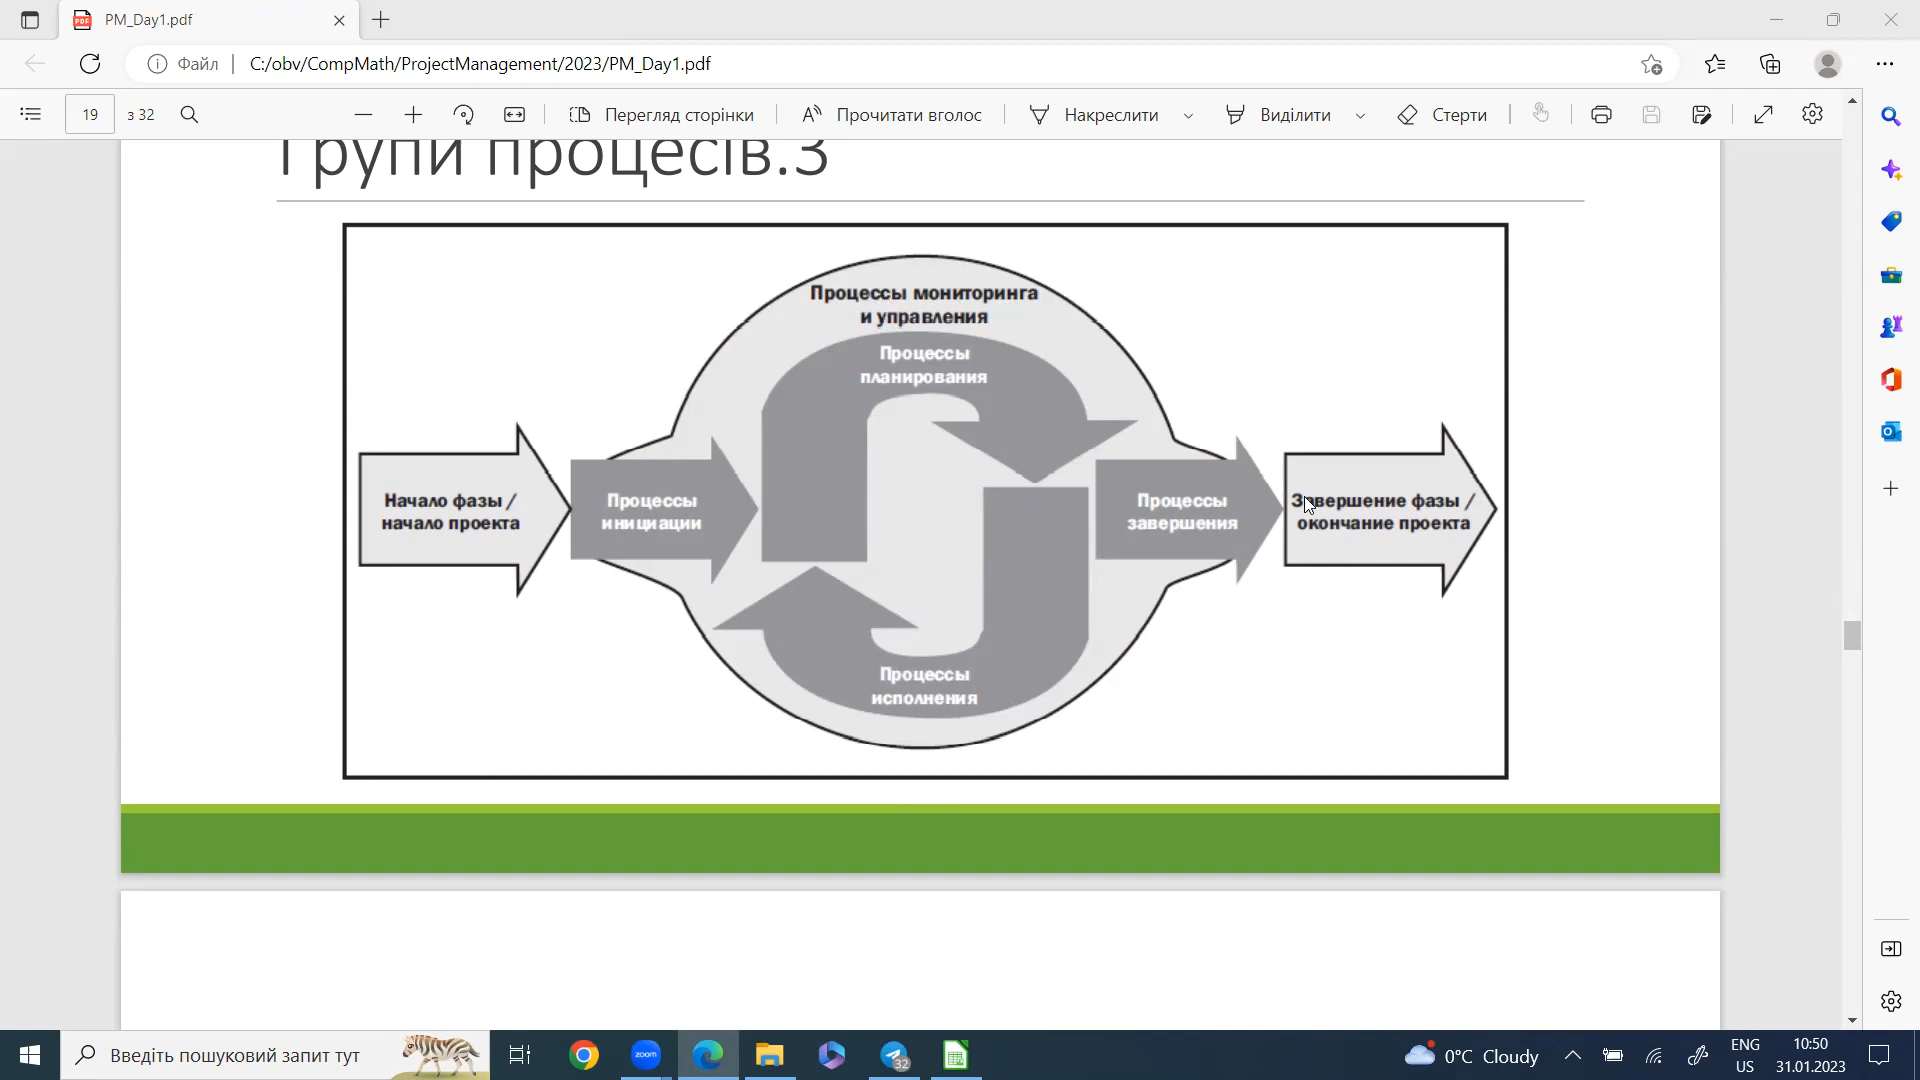 PM_Day1.pdf
Файл
C:/obv/CompMath/ProjectManagement/2023/PM_Day1.pdf
19
з 32
Перегляд сторінки
Прочитати вголос
Накреслити
Виділити
Стерти
Групи процесів.3
Процессы мониторинга
и управления
Процессы
планирования
Начало фазы /
начало проекта
Процессы
инициации
Процессы
завершения
Завершение фазы /
окончание проекта
Процессы
исполнения
Введіть пошуковий запит тут
zoom
32
0°C Cloudy
ENG
US
10:50
31.01.2023